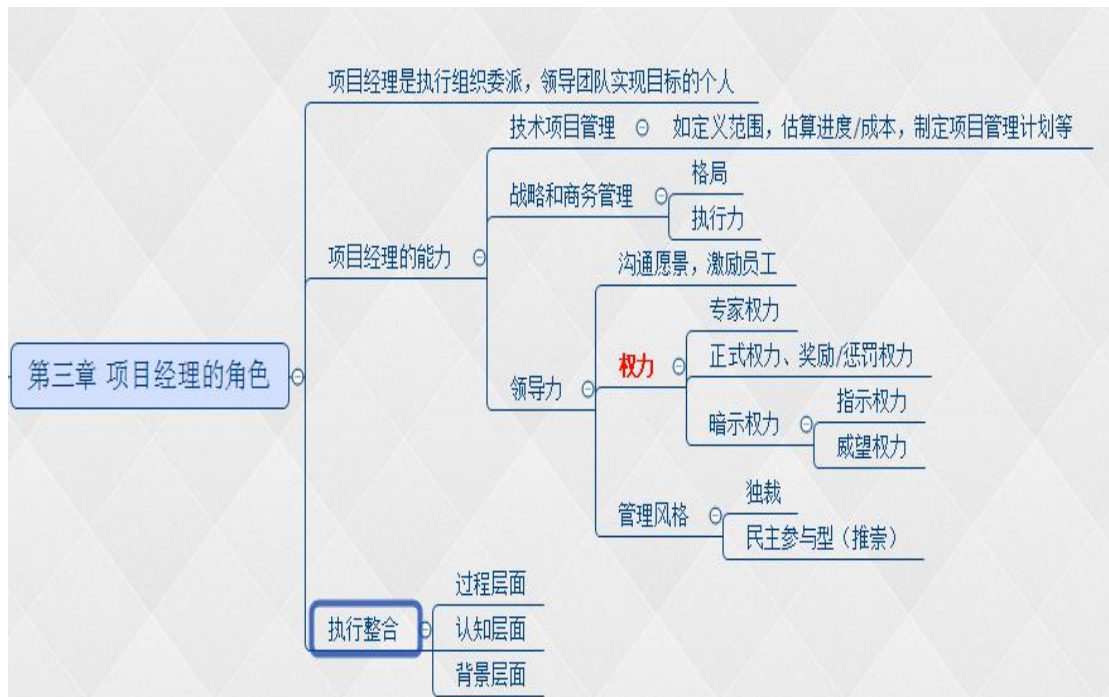 项目经理是执行组织委派，领导团队实现目标的个人
技术项目管理 如定义范围，估算进度/成本，制定项目管理计划等
格局
战略和商务管理
执行力
项目经理的能力
沟通愿景，激励员工
专家权力
权力
正式权力、奖励/惩罚权力
第三章 项目经理的角色
领导力
指示权力
暗示权力
威望权力
独裁
管理风格
民主参与型（推崇）
过程层面
执行整合
认知层面
背景层面